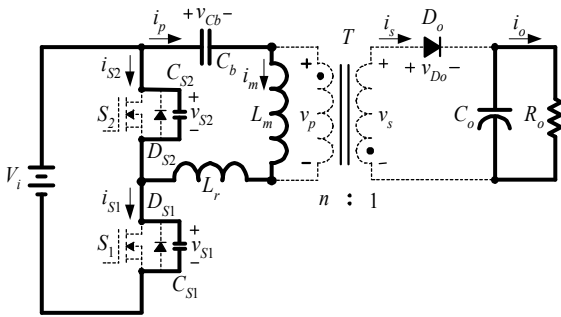 i_p + v_Cb − i_s D_o i_o
i_S2 C_S2 C_b i_m T + v_Do −
S_2 + v_S2 − L_m + v_p − + v_s − C_o R_o
V_i D_S2 L_r n : 1
i_S1 D_S1
S_1 + v_S1 −
C_S1